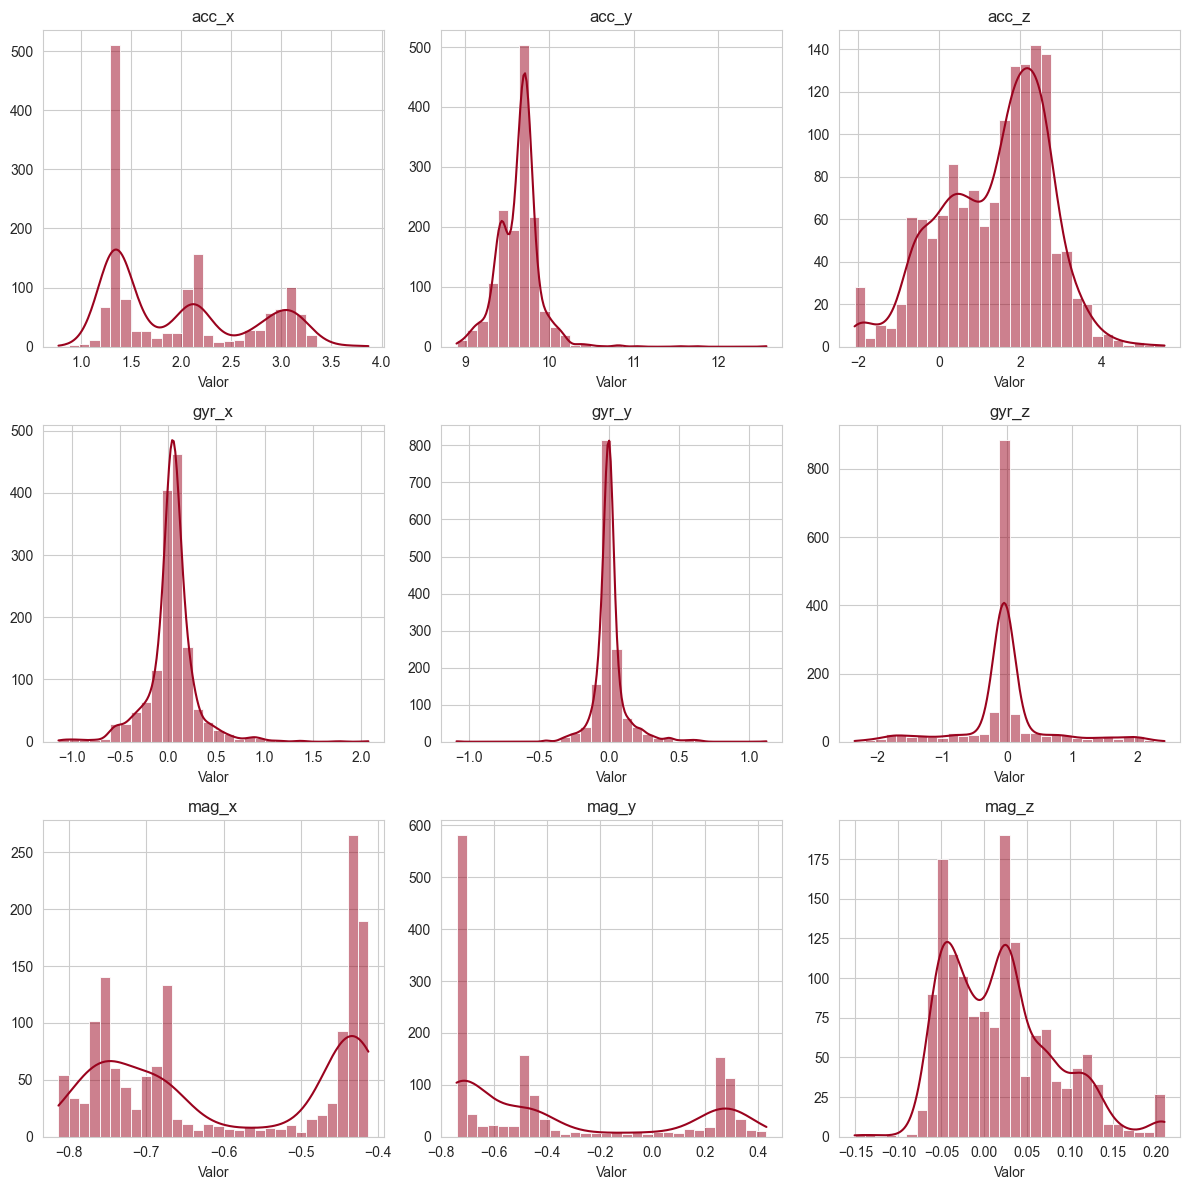 acc_x
acc_y
acc_z
500
400
300
200
100
0
1.0 1.5 2.0 2.5 3.0 3.5 4.0
Valor
500
400
300
200
100
0
9 10 11 12
Valor
140
120
100
80
60
40
20
0
−2 0 2 4
Valor
gyr_x
gyr_y
gyr_z
500
400
300
200
100
0
−1.0 −0.5 0.0 0.5 1.0 1.5 2.0
Valor
800
700
600
500
400
300
200
100
0
−1.0 −0.5 0.0 0.5 1.0
Valor
800
600
400
200
0
−2 −1 0 1 2
Valor
mag_x
mag_y
mag_z
250
200
150
100
50
0
−0.8 −0.7 −0.6 −0.5 −0.4
Valor
600
500
400
300
200
100
0
−0.8 −0.6 −0.4 −0.2 0.0 0.2 0.4
Valor
175
150
125
100
75
50
25
0
−0.15 −0.10 −0.05 0.00 0.05 0.10 0.15 0.20
Valor